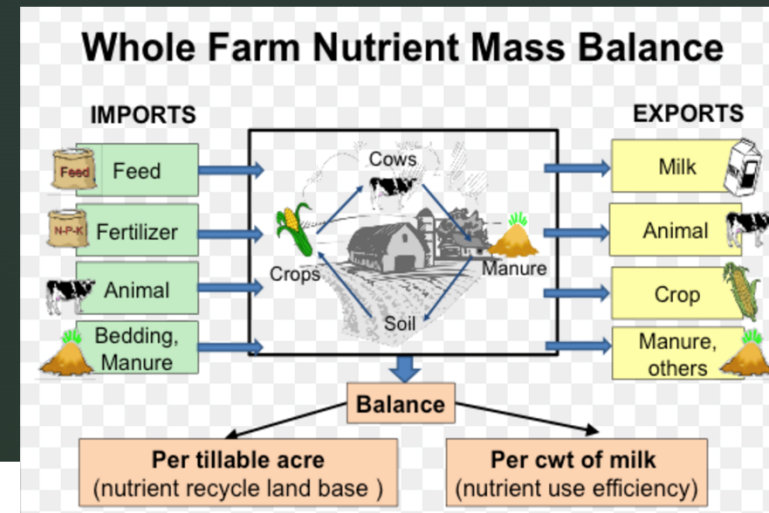 Whole Farm Nutrient Mass Balance
IMPORTS
EXPORTS
Feed
Feed
N-P-K
Fertilizer
Animal
Bedding,
Manure
Cows
Crops
Manure
Soil
Milk
Animal
Crop
Manure,
others
Balance
Per tillable acre
(nutrient recycle land base )
Per cwt of milk
(nutrient use efficiency)